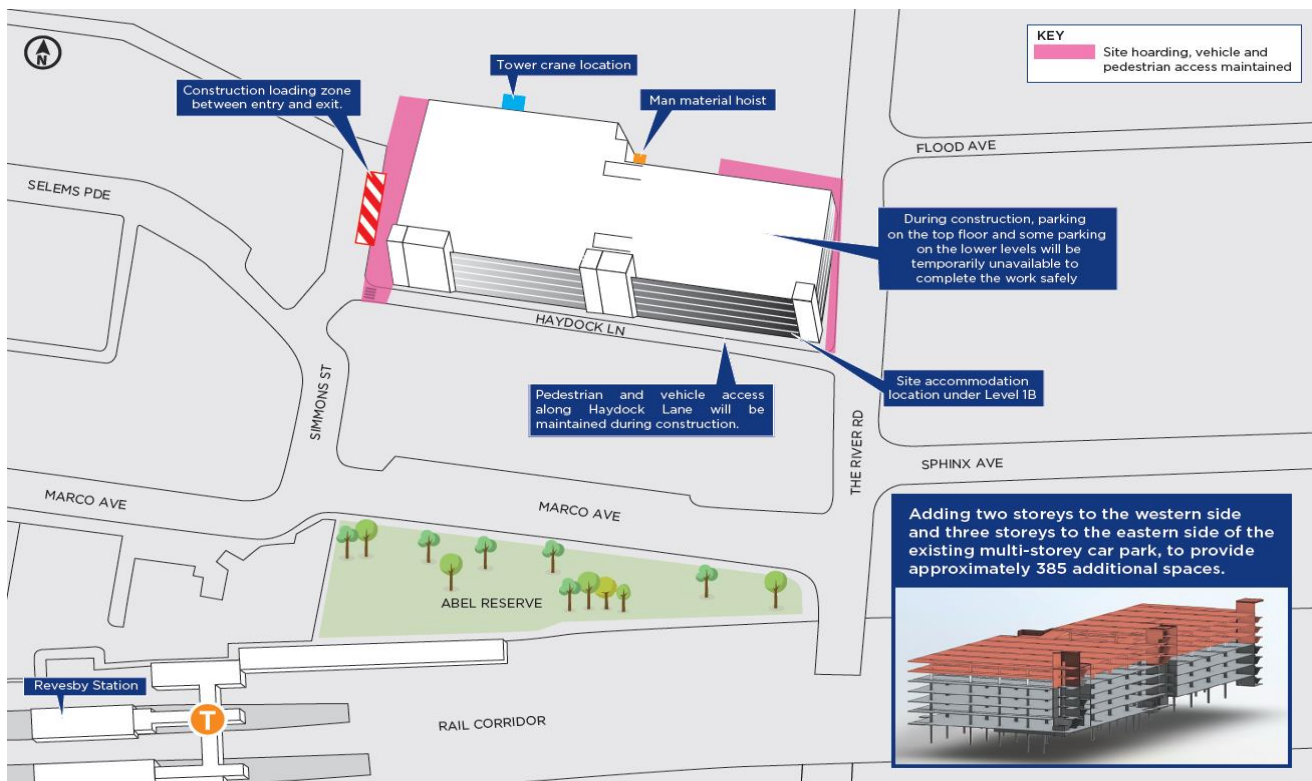 N
KEY
Site hoarding, vehicle and
pedestrian access maintained
Tower crane location
Construction loading zone
between entry and exit.
Man material hoist
FLOOD AVE
SELEMS PDE
During construction, parking
on the top floor and some parking
on the lower levels will be
temporarily unavailable to
complete the work safely
HAYDOCK LN
SIMMONS ST
Pedestrian and vehicle access
along Haydock Lane will be
maintained during construction.
Site accommodation
location under Level 1B
THE RIVER RD
SPHINX AVE
MARCO AVE
MARCO AVE
Adding two storeys to the western side
and three storeys to the eastern side of the
existing multi-storey car park, to provide
approximately 385 additional spaces.
ABEL RESERVE
Revesby Station
T
RAIL CORRIDOR